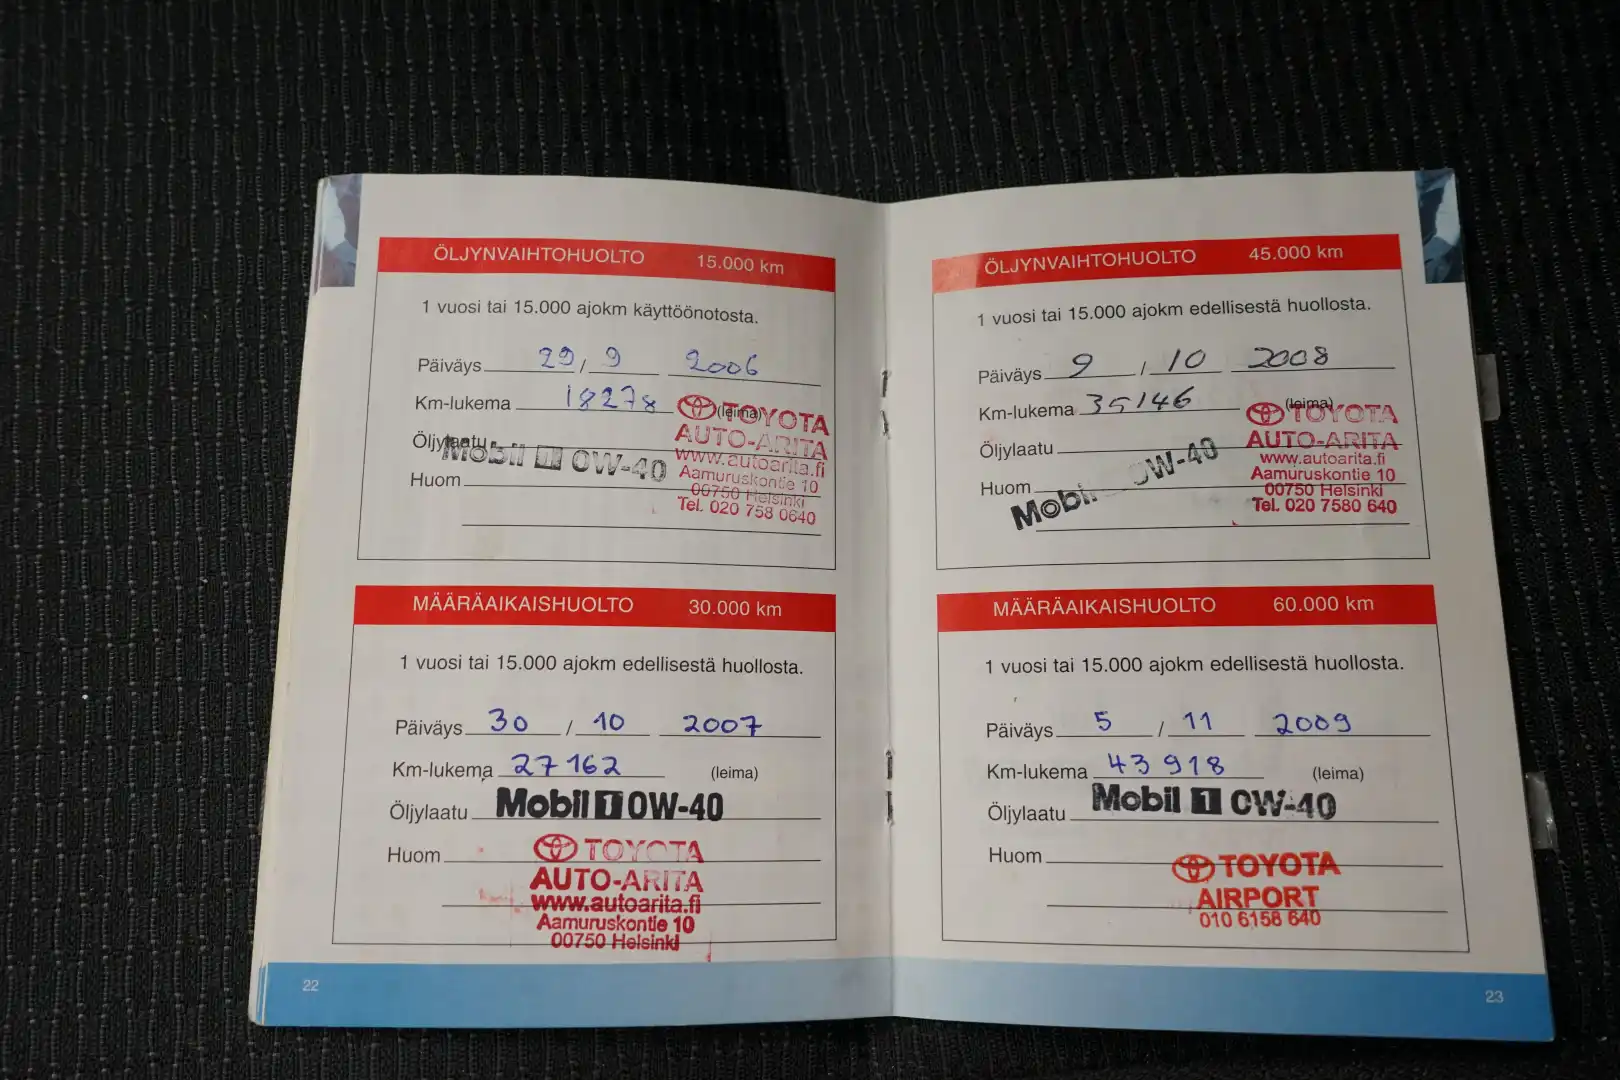 ÖLJYNVAIHTOHUOLTO 15.000 km
1 vuosi tai 15.000 ajokm käyttöönotosta.
Päiväys 29 / 9 2006
Km-lukema 18278 (leima)
Öljylaatu Mobil 1 0W-40
Huom
TOYOTA
AUTO-ARITA
www.autoarita.fi
Aamuruskontie 10
00750 Helsinki
Tel. 020 758 0640
MÄÄRÄAIKAISHUOLTO 30.000 km
1 vuosi tai 15.000 ajokm edellisestä huollosta.
Päiväys 30 / 10 2007
Km-lukema 27 162 (leima)
Öljylaatu Mobil 1 0W-40
Huom
TOYOTA
AUTO-ARITA
www.autoarita.fi
Aamuruskontie 10
00750 Helsinki
22
ÖLJYNVAIHTOHUOLTO 45.000 km
1 vuosi tai 15.000 ajokm edellisestä huollosta.
Päiväys 9 / 10 2008
Km-lukema 35146 (leima)
Öljylaatu
Huom
Mobil W-40
TOYOTA
AUTO-ARITA
www.autoarita.fi
Aamuruskontie 10
00750 Helsinki
Tel. 020 7580 640
MÄÄRÄAIKAISHUOLTO 60.000 km
1 vuosi tai 15.000 ajokm edellisestä huollosta.
Päiväys 5 / 11 2009
Km-lukema 43 918 (leima)
Öljylaatu Mobil 1 0W-40
Huom
TOYOTA
AIRPORT
010 6158 640
23